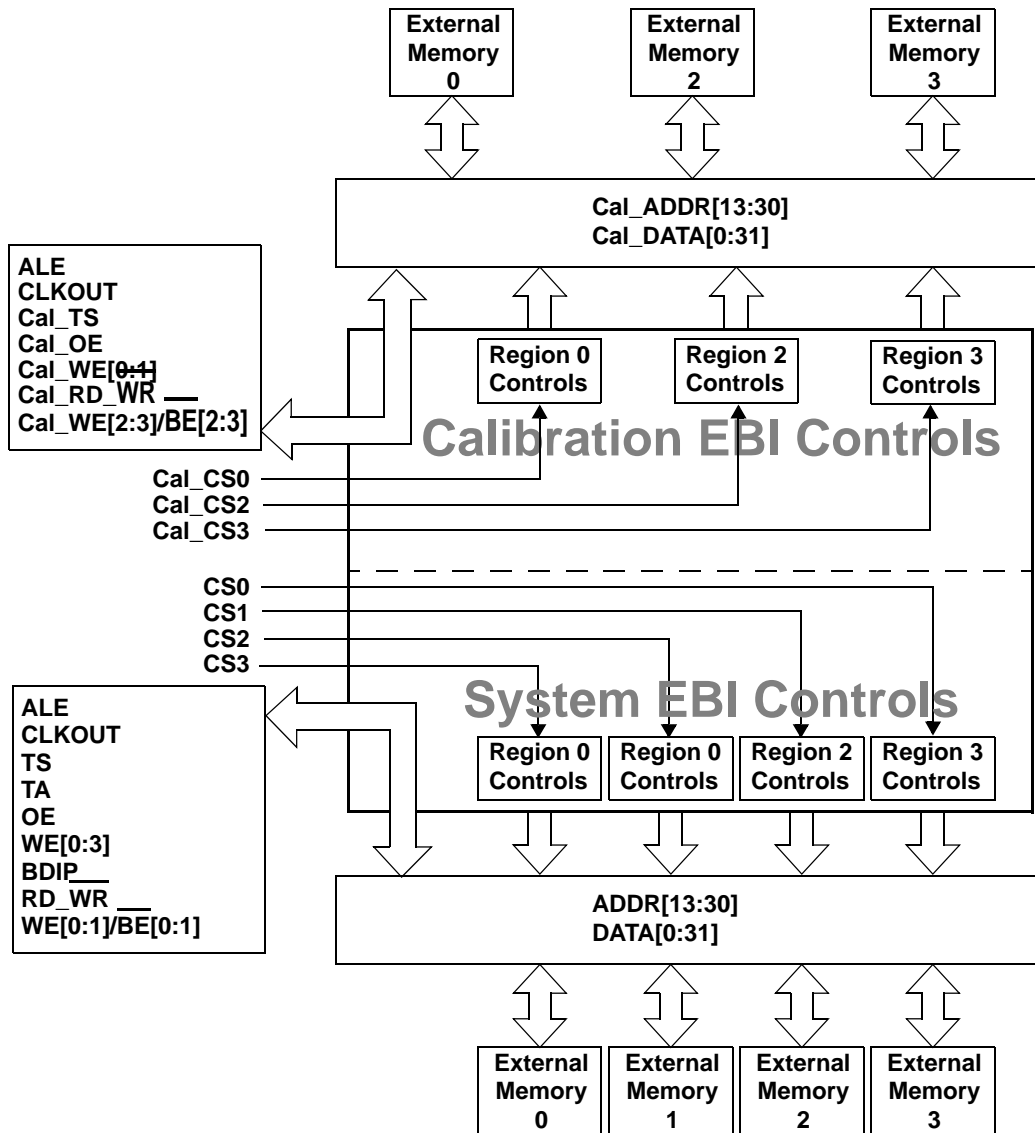 External
Memory
0
External
Memory
2
External
Memory
3
Cal_ADDR[13:30]
Cal_DATA[0:31]
ALE
CLKOUT
Cal_TS
Cal_OE
Cal_WE[0:1]
Cal_RD_WR
Cal_WE[2:3]/BE[2:3]
Region 0
Controls
Region 2
Controls
Region 3
Controls
Calibration EBI Controls
Cal_CS0
Cal_CS2
Cal_CS3
CS0
CS1
CS2
CS3
System EBI Controls
ALE
CLKOUT
TS
TA
OE
WE[0:3]
BDIP
RD_WR
WE[0:1]/BE[0:1]
Region 0
Controls
Region 0
Controls
Region 2
Controls
Region 3
Controls
ADDR[13:30]
DATA[0:31]
External
Memory
0
External
Memory
1
External
Memory
2
External
Memory
3